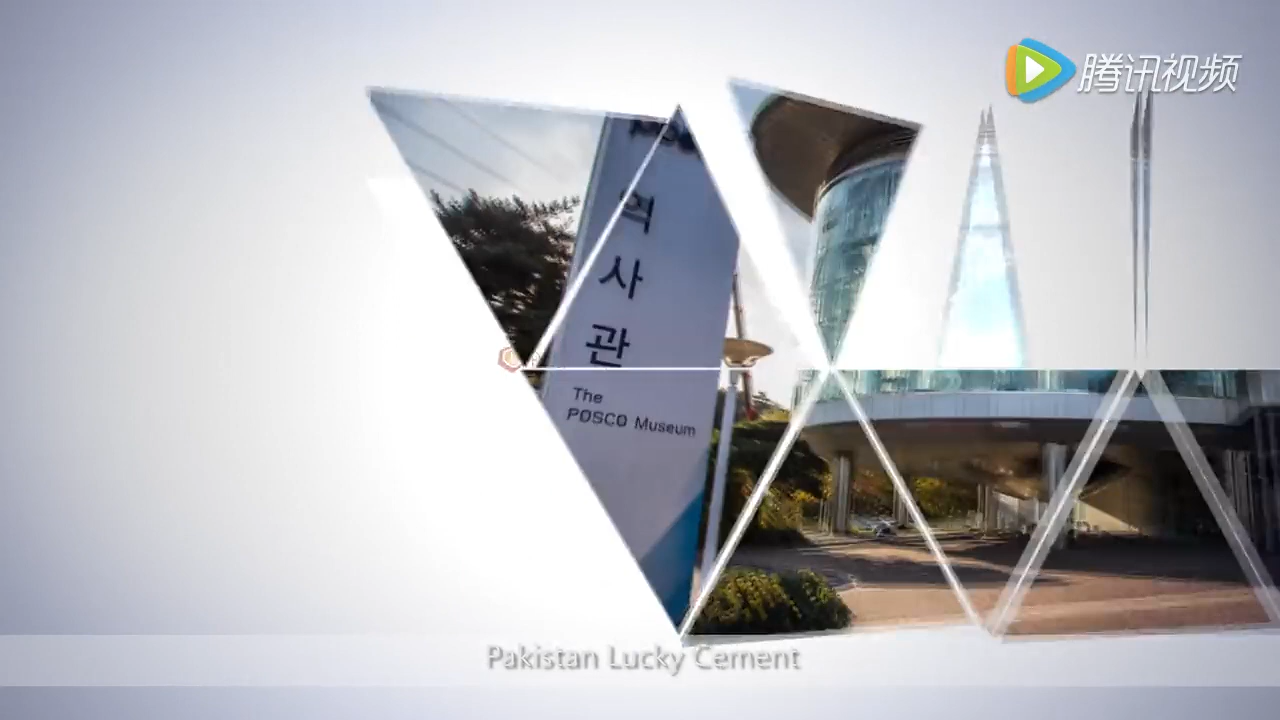 腾讯视频
역
사
관
The
POSCO Museum
Pakistan Lucky Cement